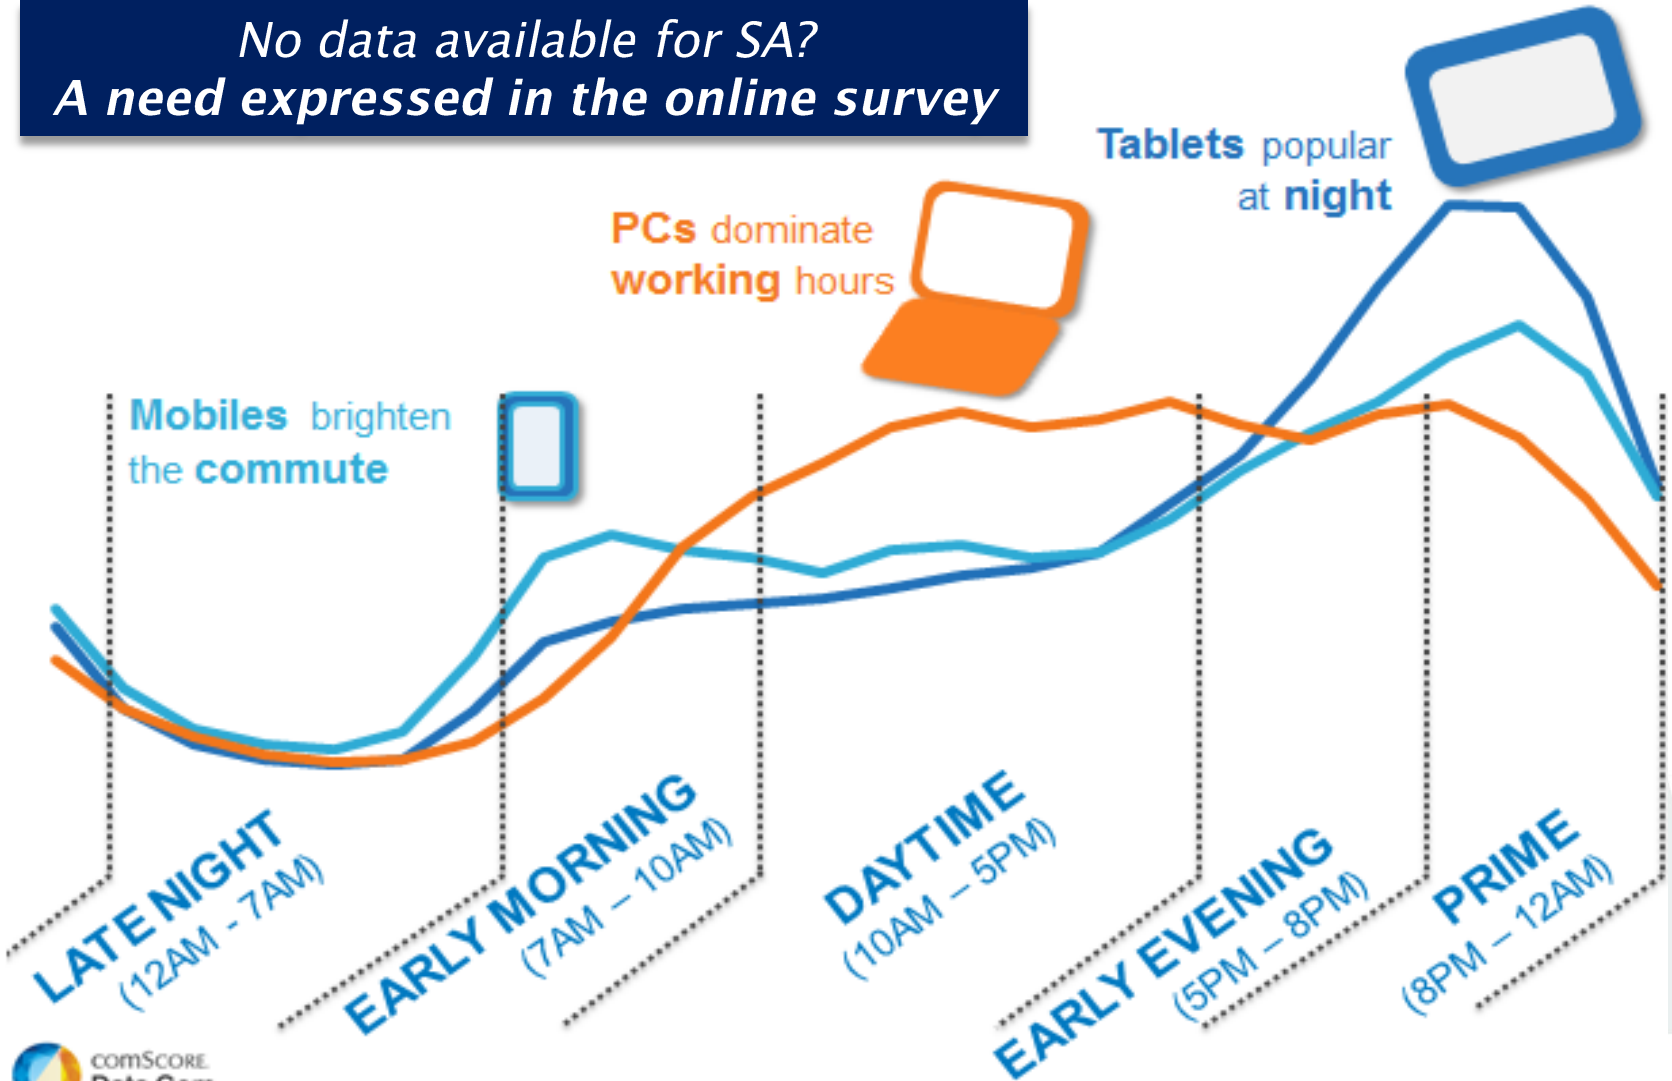 No data available for SA?
A need expressed in the online survey
Tablets popular
at night
PCs dominate
working hours
Mobiles brighten
the commute
LATE NIGHT
(12AM - 7AM)
EARLY MORNING
(7AM – 10AM)
DAYTIME
(10AM – 5PM)
EARLY EVENING
(5PM – 8PM)
PRIME
(8PM – 12AM)
comSCORE